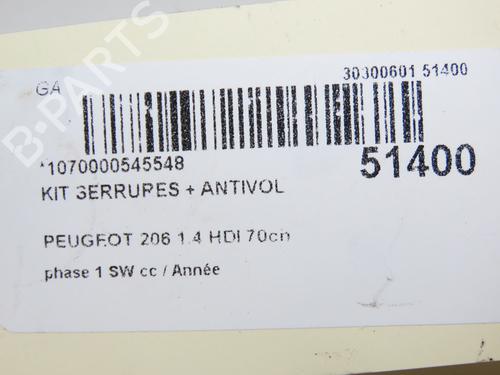 GA
30300601 51400
*1070000545548
51400
KIT SERRURES + ANTIVOL
PEUGEOT 206 1.4 HDI 70ch
phase 1 SW cc / Année
B-PARTS